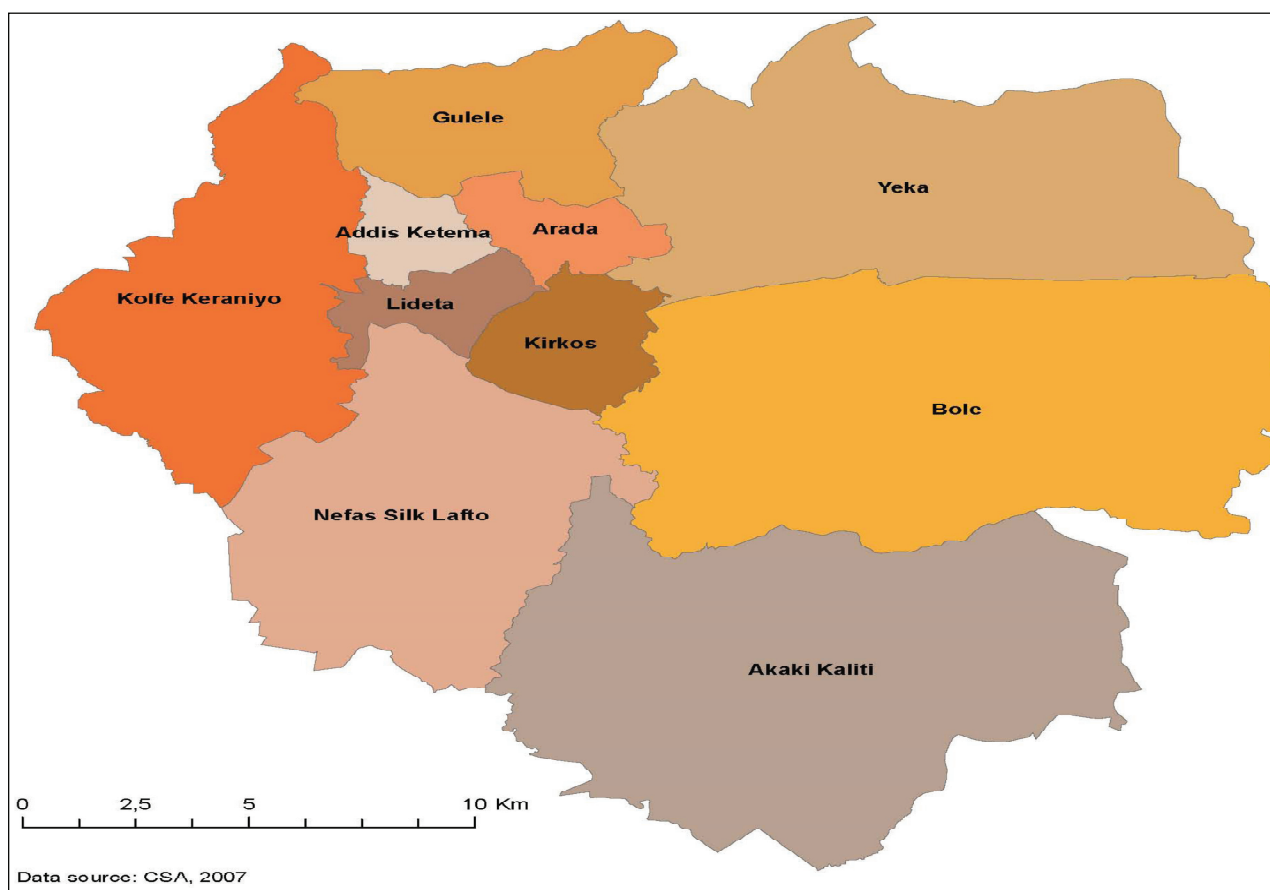 Gulele
Yeka
Addis Ketema
Arada
Kolfe Keraniyo
Lideta
Kirkos
Bole
Nefas Silk Lafto
Akaki Kaliti
0 2,5 5 10 Km
Data source: CSA, 2007